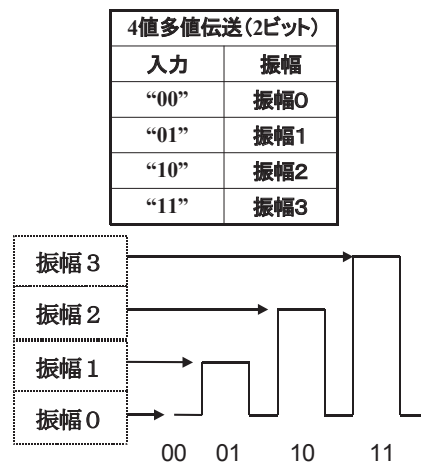 4値多値伝送(2ビット)
入力 振幅
“00” 振幅0
“01” 振幅1
“10” 振幅2
“11” 振幅3
振幅3
振幅2
振幅1
振幅0
00 01 10 11